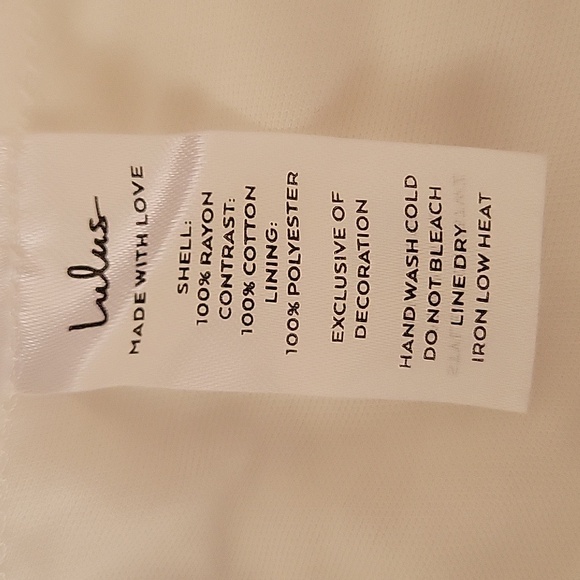 Lulus
MADE WITH LOVE
SHELL:
100% RAYON
CONTRAST:
100% COTTON
LINING:
100% POLYESTER
EXCLUSIVE OF
DECORATION
HAND WASH COLD
DO NOT BLEACH
LINE DRY
IRON LOW HEAT